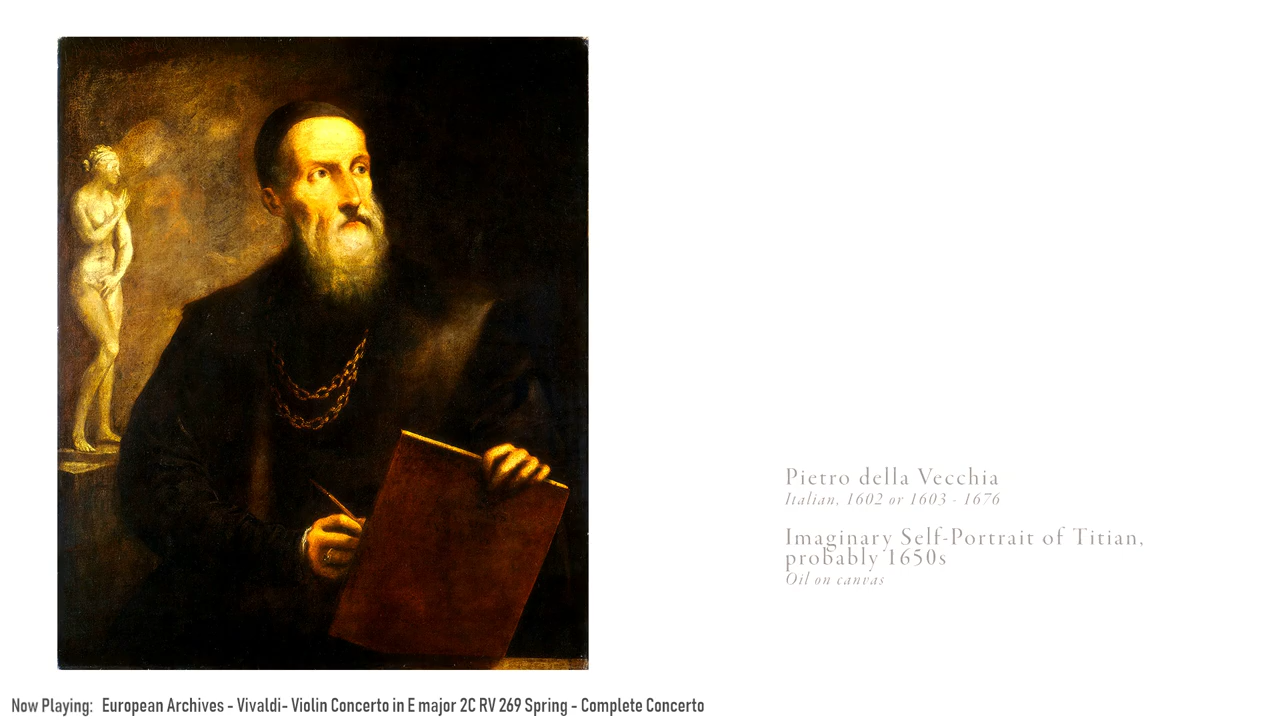 Pietro della Vecchia
Italian, 1602 or 1603 - 1676
Imaginary Self-Portrait of Titian,
probably 1650s
Oil on canvas
Now Playing: European Archives - Vivaldi- Violin Concerto in E major 2C RV 269 Spring - Complete Concerto